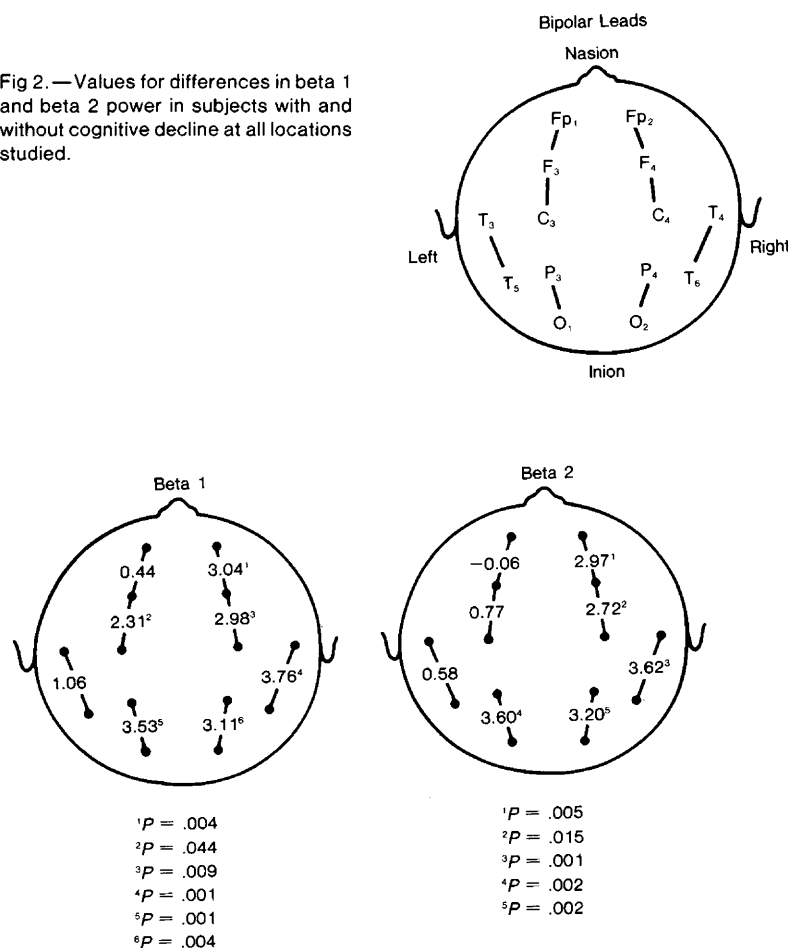 Bipolar Leads
Nasion
Fig 2.—Values for differences in beta 1
and beta 2 power in subjects with and
without cognitive decline at all locations
studied.
Fp₁ Fp₂
F₃ F₄
T₃ C₃ C₄ T₄
Left Right
T₅ P₃ P₄ T₆
O₁ O₂
Inion
Beta 1
0.44 3.04¹
2.31² 2.98³
1.06 3.76⁴
3.53⁵ 3.11⁶
¹P = .004
²P = .044
³P = .009
⁴P = .001
⁵P = .001
⁶P = .004
Beta 2
−0.06 2.97¹
0.77 2.72²
0.58 3.62³
3.60⁴ 3.20⁵
¹P = .005
²P = .015
³P = .001
⁴P = .002
⁵P = .002